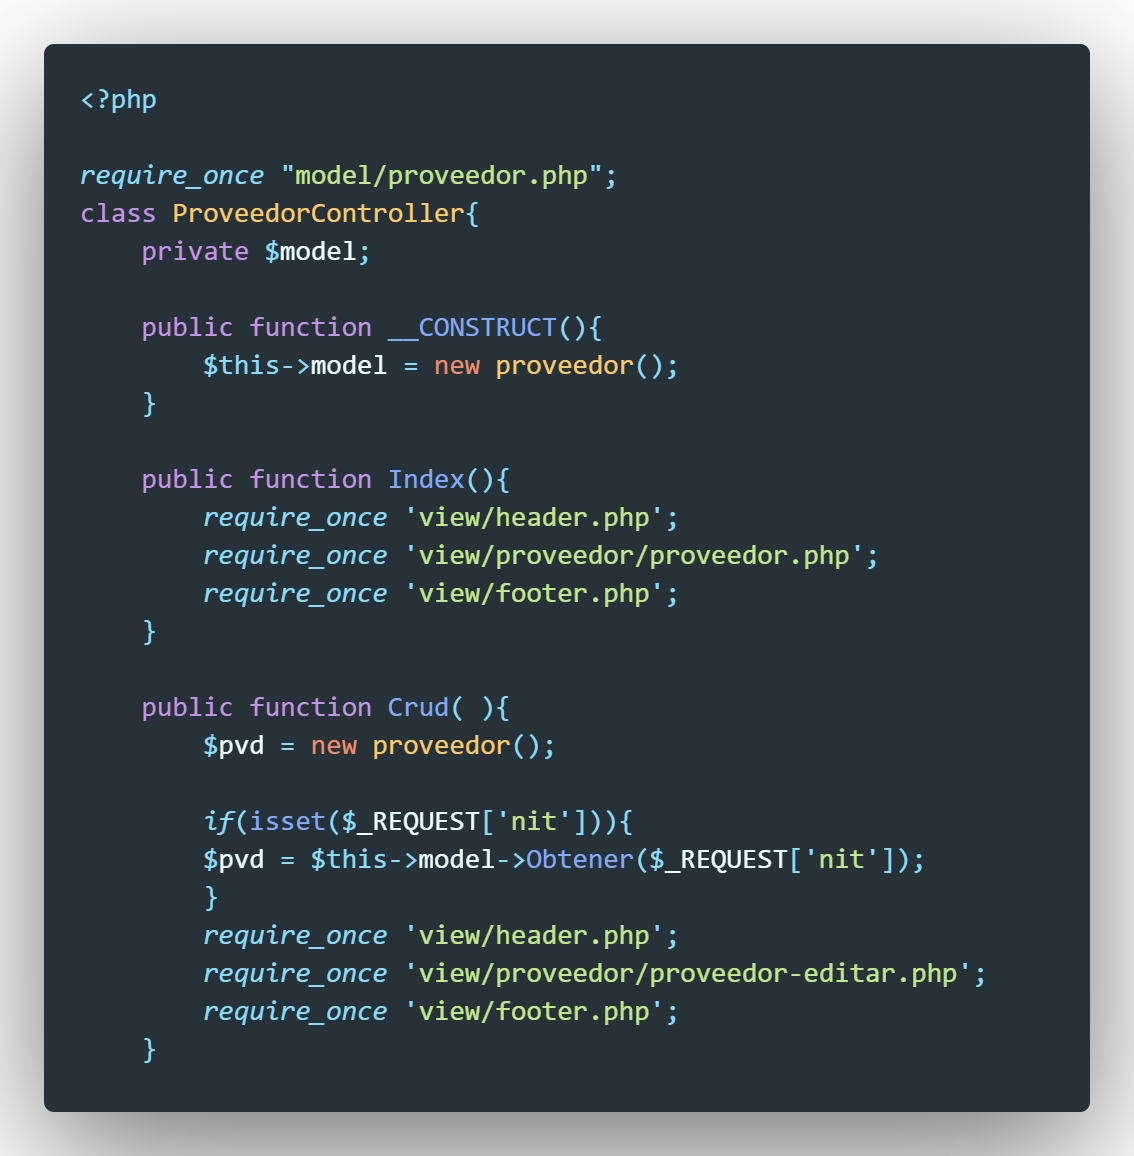 <?php

require_once "model/proveedor.php";
class ProveedorController{
    private $model;

    public function __CONSTRUCT(){
        $this->model = new proveedor();
    }

    public function Index(){
        require_once 'view/header.php';
        require_once 'view/proveedor/proveedor.php';
        require_once 'view/footer.php';
    }

    public function Crud( ){
        $pvd = new proveedor();

        if(isset($_REQUEST['nit'])){
        $pvd = $this->model->Obtener($_REQUEST['nit']);
        }
        require_once 'view/header.php';
        require_once 'view/proveedor/proveedor-editar.php';
        require_once 'view/footer.php';
    }